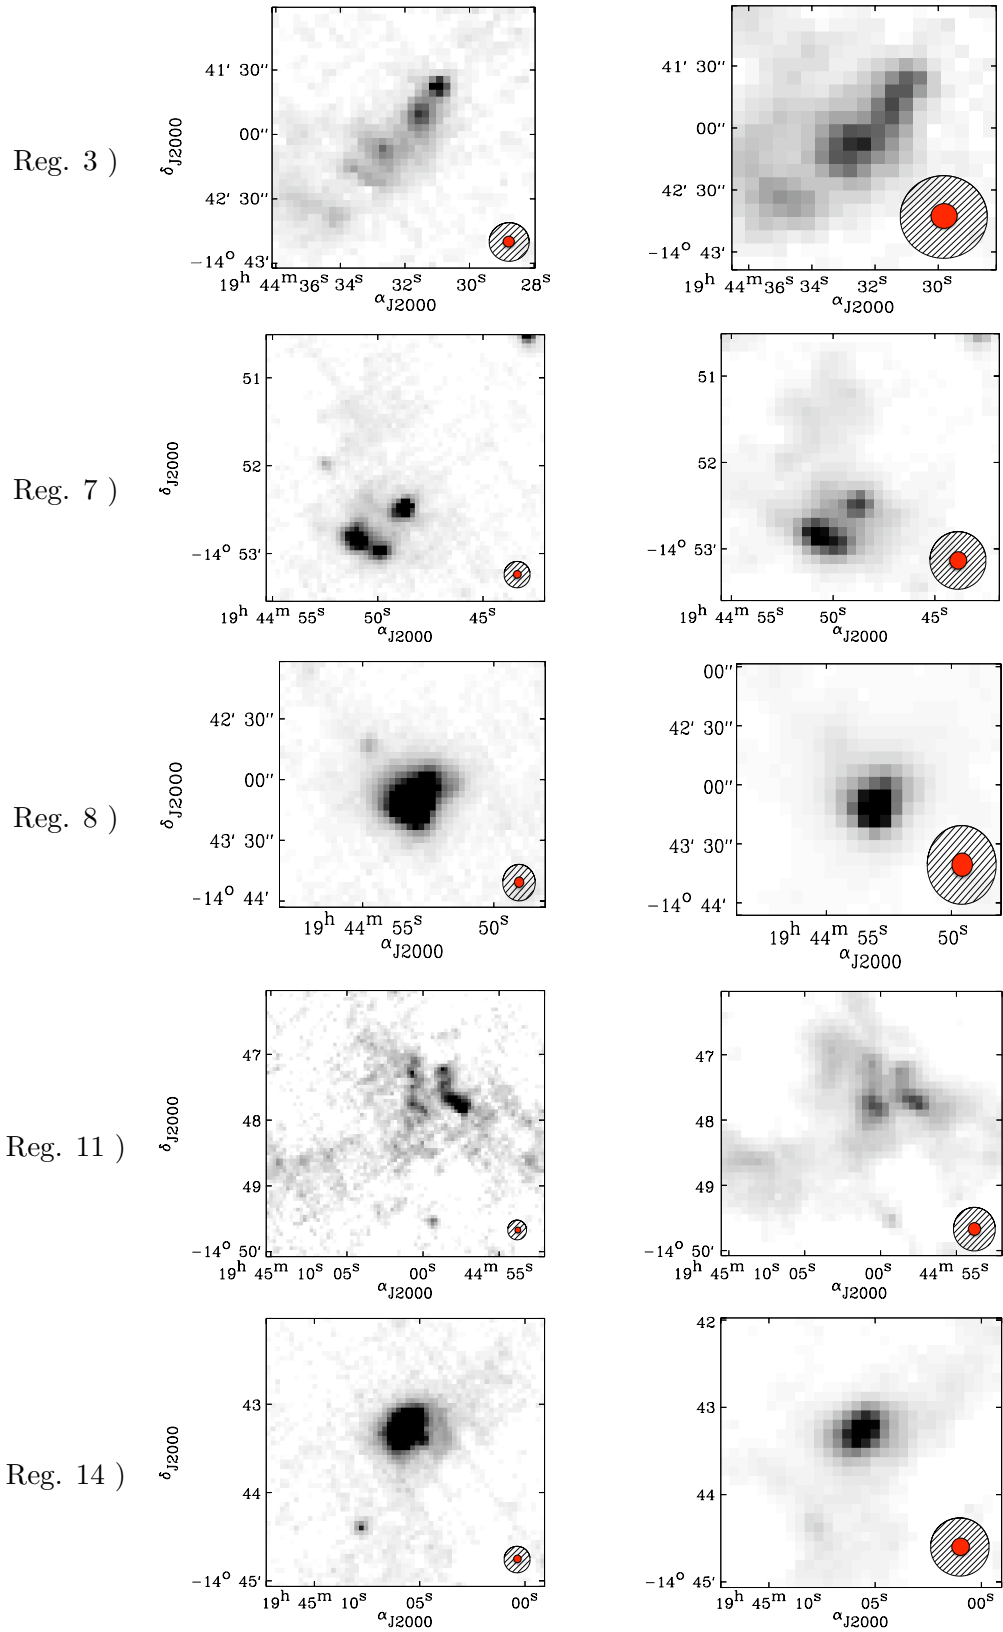 41' 30'' 41' 30''
00'' 00''
Reg. 3 ) δJ2000
42' 30'' 42' 30''
−14° 43' −14° 43'
19h 44m 36s 34s 32s 30s 28s 19h 44m 36s 34s 32s 30s
αJ2000 αJ2000
51 51
52 52
Reg. 7 ) δJ2000
−14° 53' −14° 53'
19h 44m 55s 50s 45s 19h 44m 55s 50s 45s
αJ2000 αJ2000
00''
42' 30'' 42' 30''
00'' 00''
Reg. 8 ) δJ2000
43' 30'' 43' 30''
−14° 44' −14° 44'
19h 44m 55s 50s 19h 44m 55s 50s
αJ2000 αJ2000
47 47
48 48
Reg. 11 ) δJ2000
49 49
−14° 50' −14° 50'
19h 45m 10s 05s 00s 44m 55s 19h 45m 10s 05s 00s 44m 55s
αJ2000 αJ2000
42
43 43
Reg. 14 ) δJ2000
44 44
−14° 45' −14° 45'
19h 45m 10s 05s 00s 19h 45m 10s 05s 00s
αJ2000 αJ2000